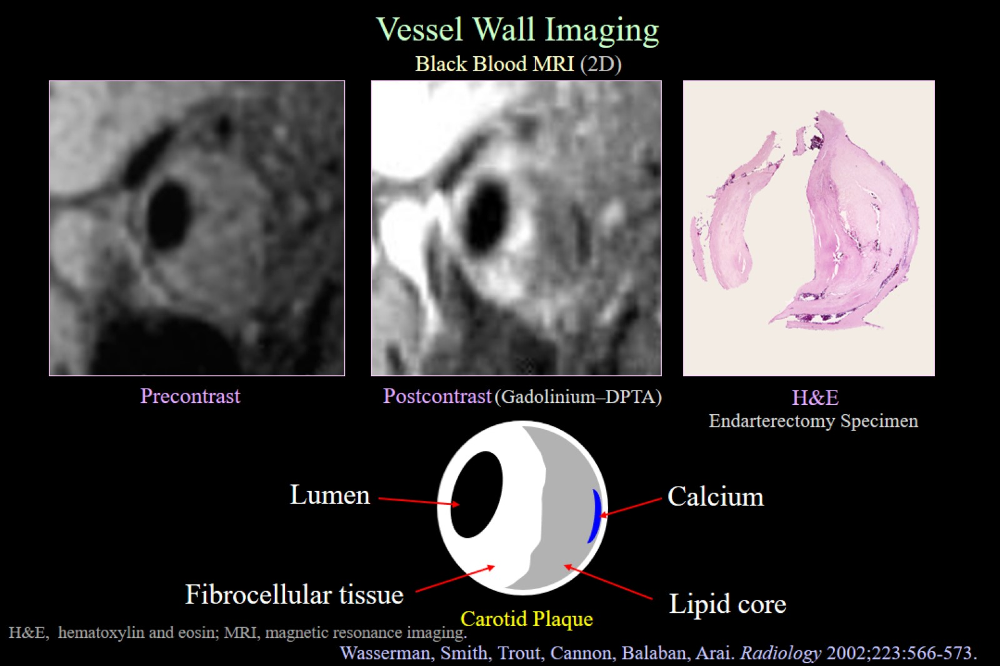 Vessel Wall Imaging
Black Blood MRI (2D)
Precontrast
Postcontrast (Gadolinium–DPTA)
H&E
Endarterectomy Specimen
Lumen
Calcium
Fibrocellular tissue
Lipid core
Carotid Plaque
H&E, hematoxylin and eosin; MRI, magnetic resonance imaging.
Wasserman, Smith, Trout, Cannon, Balaban, Arai. Radiology 2002;223:566-573.